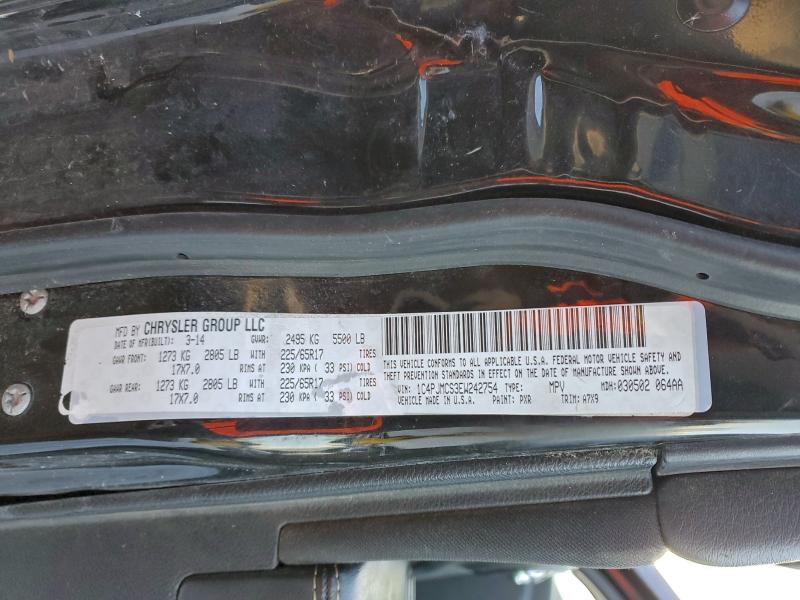 MFD BY CHRYSLER GROUP LLC
DATE OF MFR(BUILT): 3-14 GVWR: 2495 KG 5500 LB
GAWR FRONT: 1273 KG 2805 LB WITH 225/65R17 TIRES
17X7.0 RIMS AT 230 KPA ( 33 PSI) COLD
GAWR REAR: 1273 KG 2805 LB WITH 225/65R17 TIRES
17X7.0 RIMS AT 230 KPA ( 33 PSI) COLD
THIS VEHICLE CONFORMS TO ALL APPLICABLE U.S.A. FEDERAL MOTOR VEHICLE SAFETY AND
THEFT PREVENTION STANDARDS IN EFFECT ON THE DATE OF MANUFACTURE SHOWN ABOVE.
VIN: 1C4PJMCS3EW242754 TYPE: MPV MDH: 030502 064AA
VEHICLE MADE IN U.S.A. PAINT: PXR TRIM: A7X9